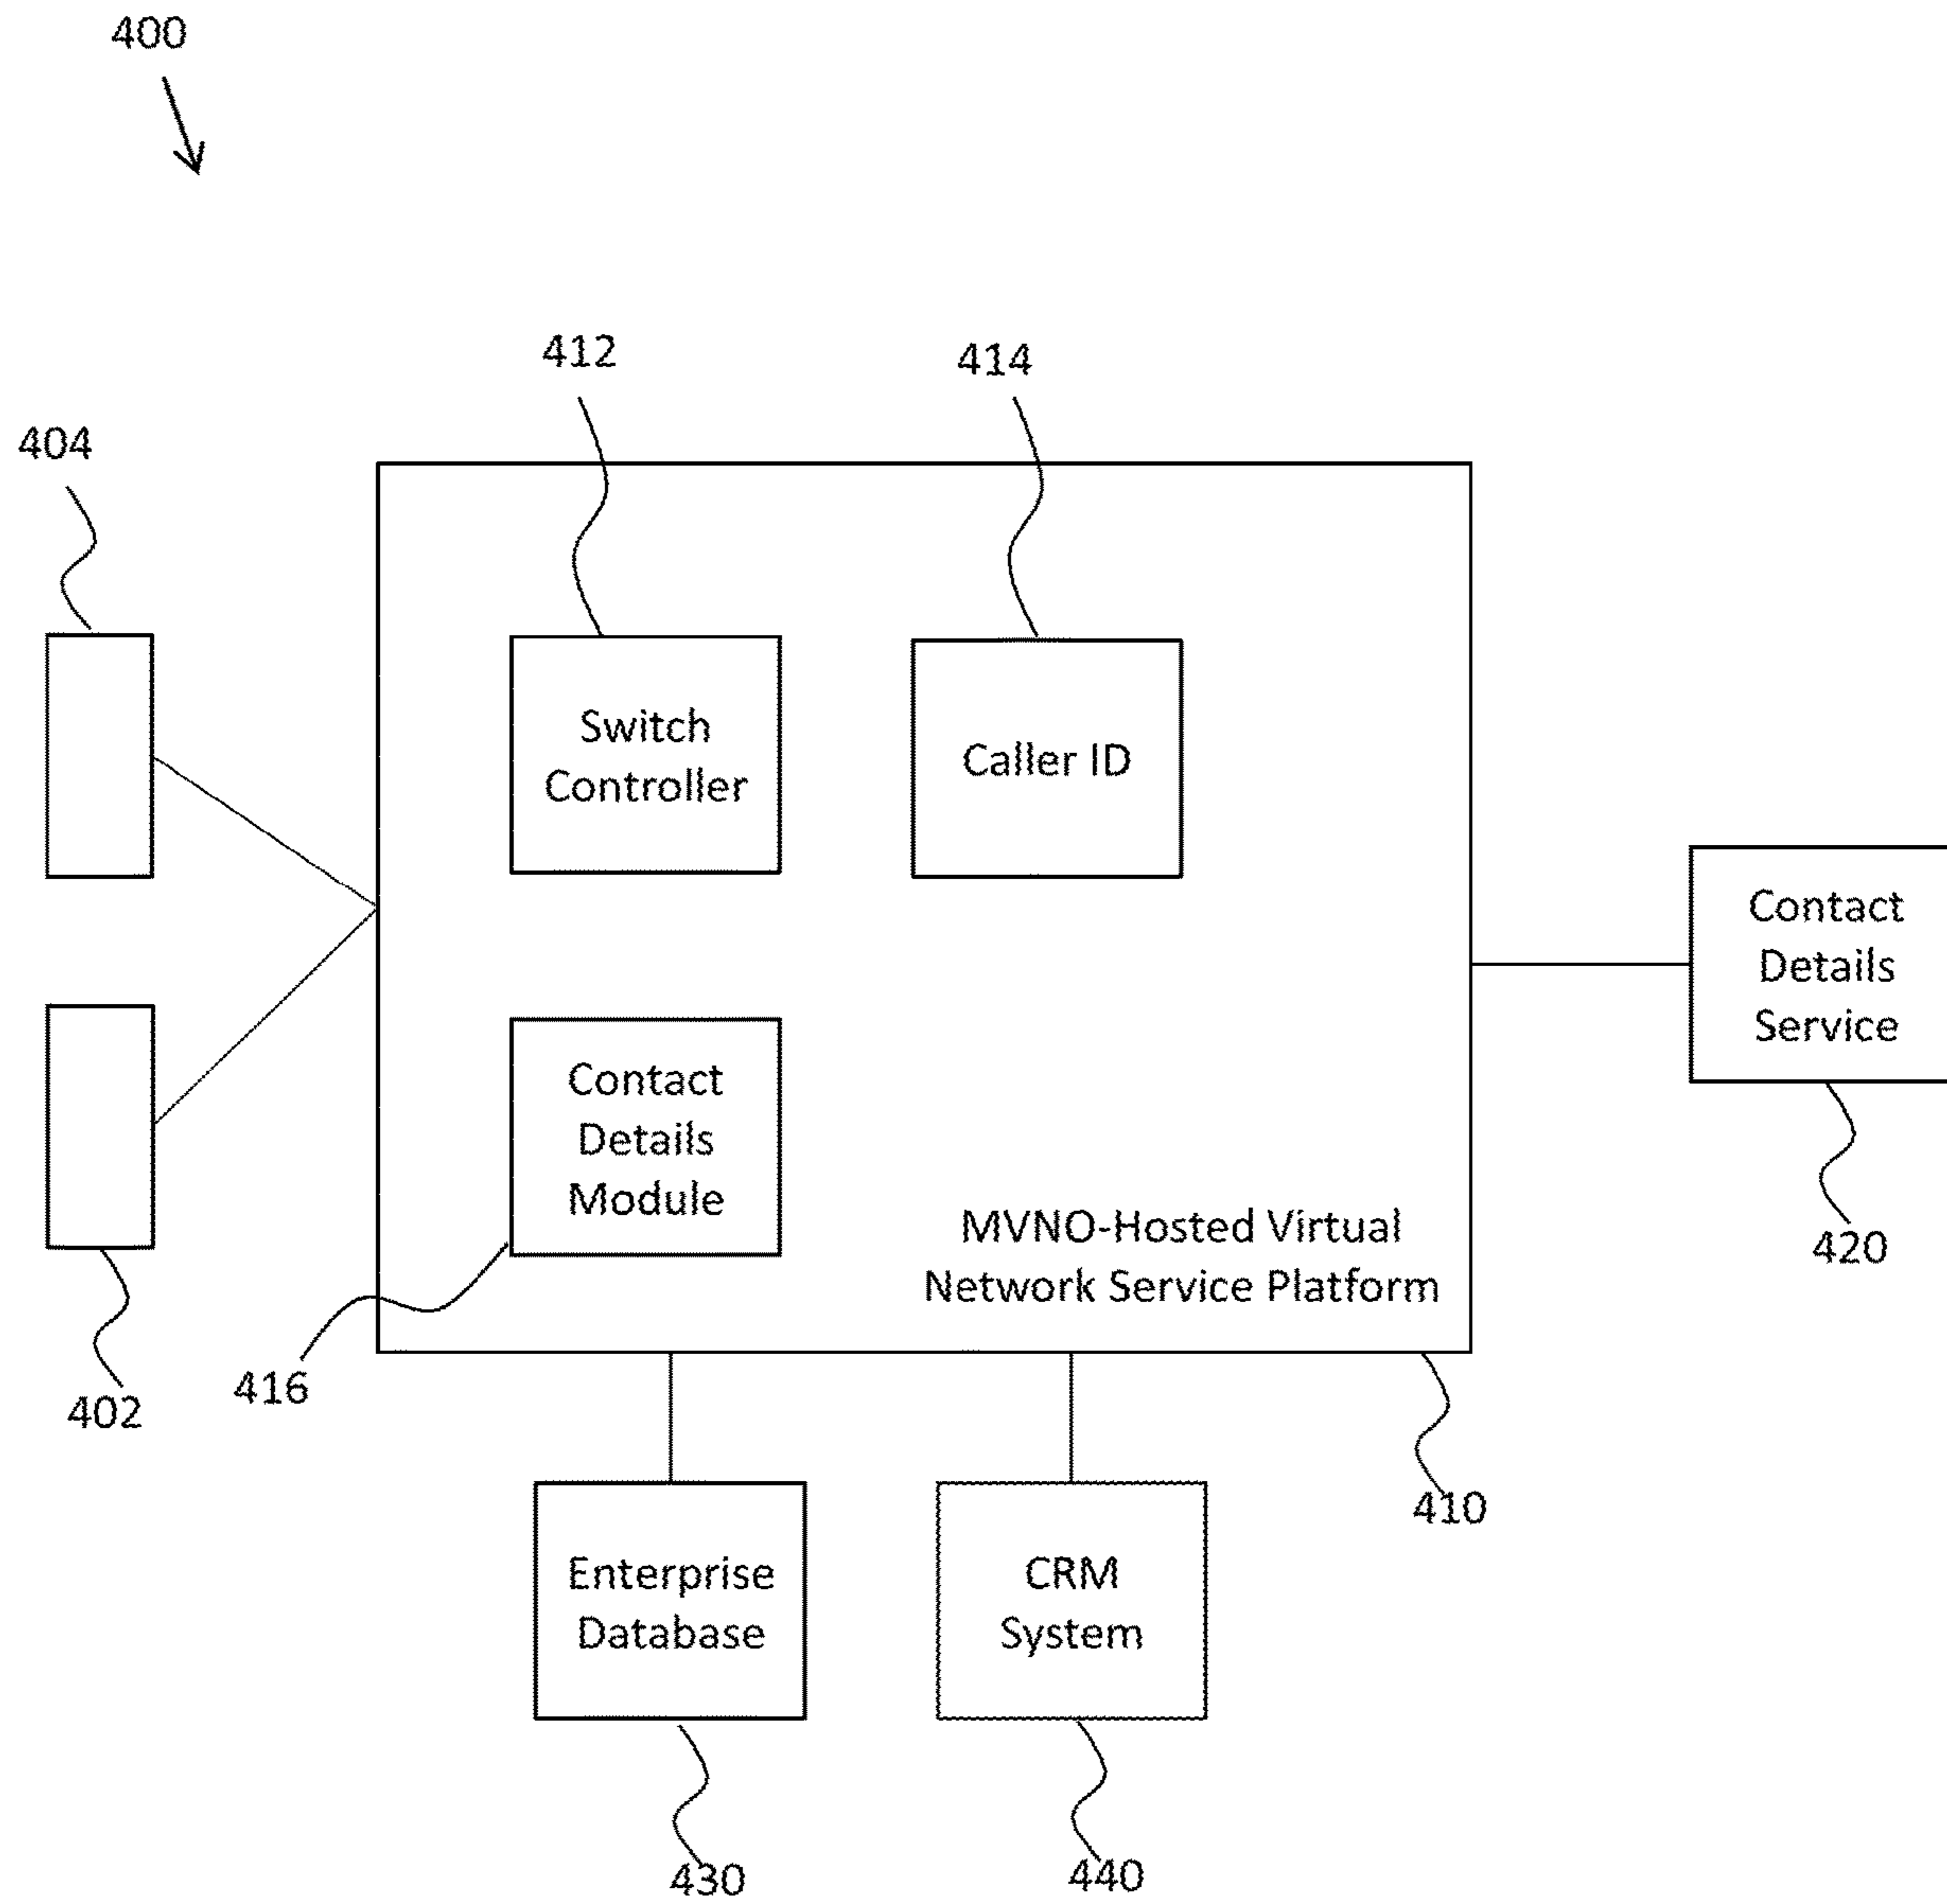 400
412
414
404
Switch
Controller
Caller ID
Contact
Details
Service
Contact
Details
Module
MVNO-Hosted Virtual
Network Service Platform
420
416
402
410
Enterprise
Database
CRM
System
430
440